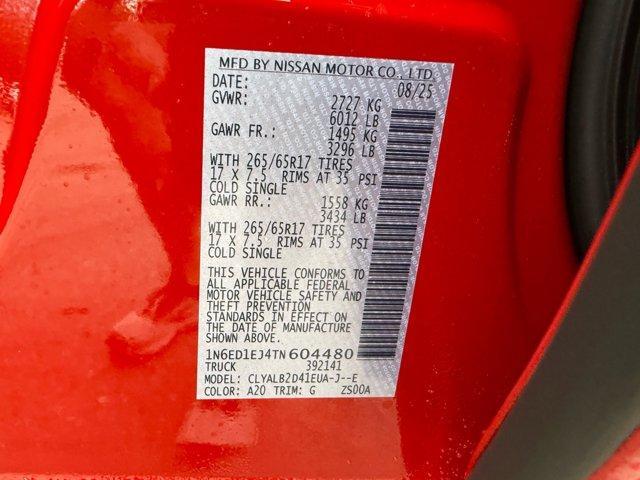 MFD BY NISSAN MOTOR CO., LTD.
DATE: 08/25
GVWR: 2727 KG
6012 LB
GAWR FR.: 1495 KG
3296 LB
WITH 265/65R17 TIRES
17 X 7.5 RIMS AT 35 PSI
COLD SINGLE
GAWR RR.: 1558 KG
3434 LB
WITH 265/65R17 TIRES
17 X 7.5 RIMS AT 35 PSI
COLD SINGLE
THIS VEHICLE CONFORMS TO
ALL APPLICABLE FEDERAL
MOTOR VEHICLE SAFETY AND
THEFT PREVENTION
STANDARDS IN EFFECT ON
THE DATE OF MANUFACTURE
SHOWN ABOVE.
1N6ED1EJ4TN604480
TRUCK 392141
MODEL: CLYALB2D41EUA-J--E
COLOR: A20 TRIM: G ZS00A